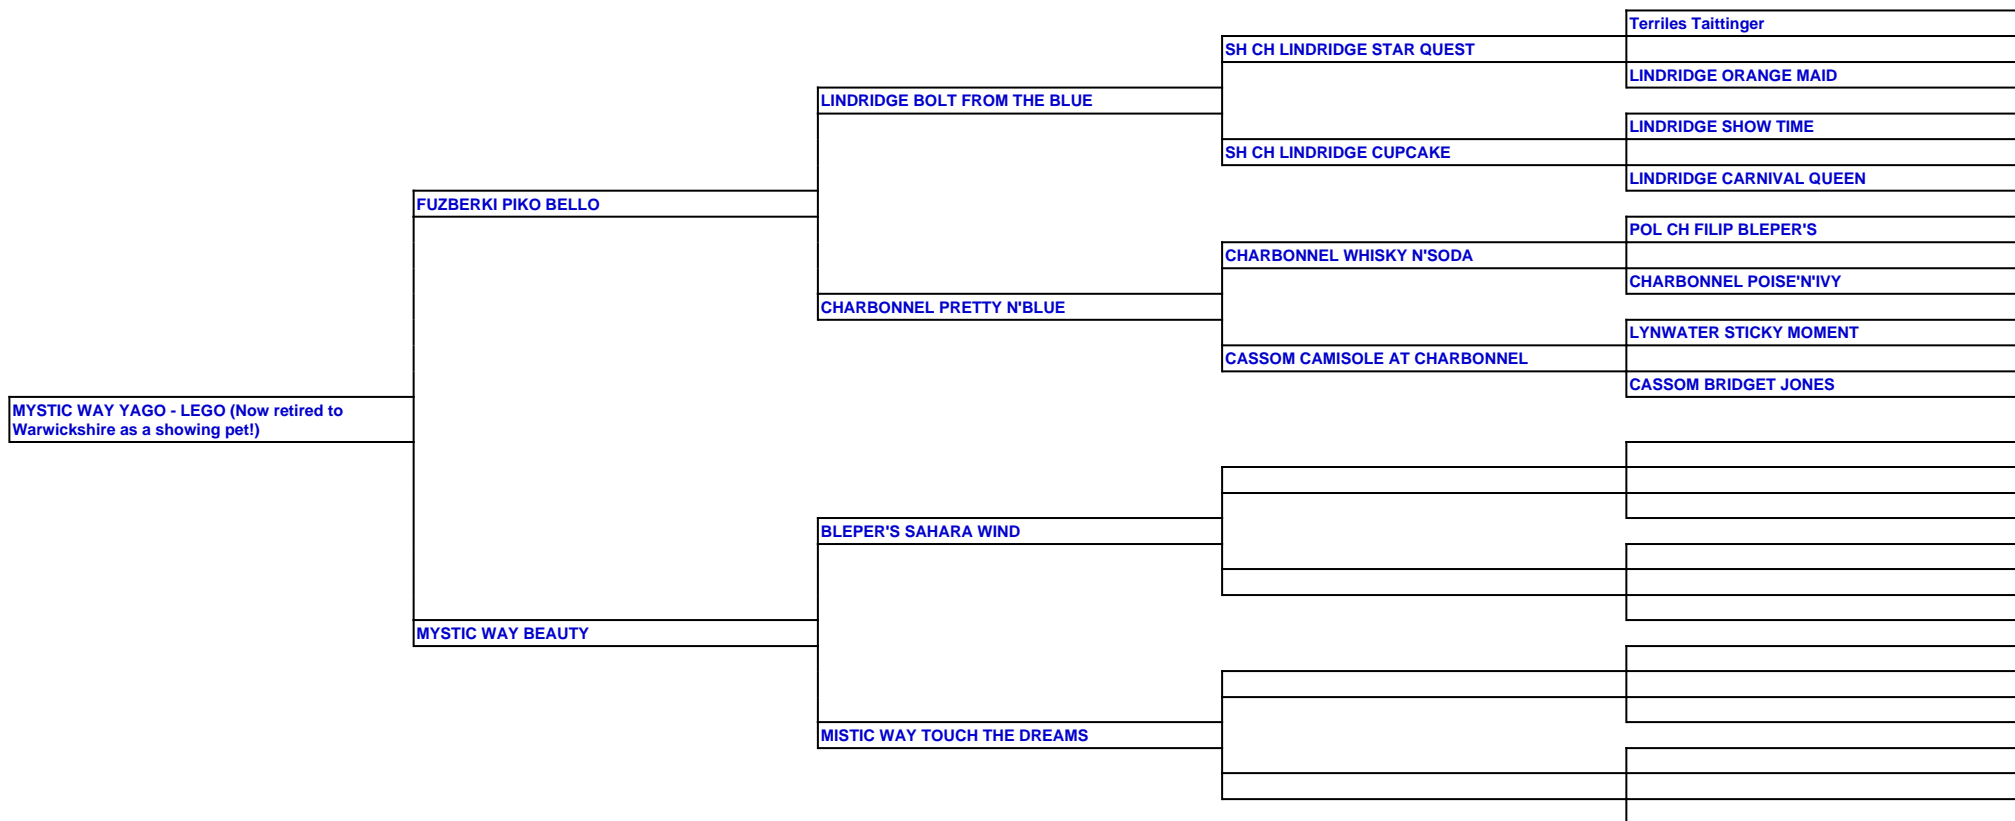 Terriles Taittinger
SH CH LINDRIDGE STAR QUEST
LINDRIDGE ORANGE MAID
LINDRIDGE BOLT FROM THE BLUE
LINDRIDGE SHOW TIME
SH CH LINDRIDGE CUPCAKE
LINDRIDGE CARNIVAL QUEEN
FUZBERKI PIKO BELLO
POL CH FILIP BLEPER'S
CHARBONNEL WHISKY N'SODA
CHARBONNEL POISE'N'IVY
CHARBONNEL PRETTY N'BLUE
LYNWATER STICKY MOMENT
CASSOM CAMISOLE AT CHARBONNEL
CASSOM BRIDGET JONES
MYSTIC WAY YAGO - LEGO (Now retired to
Warwickshire as a showing pet!)
BLEPER'S SAHARA WIND
MYSTIC WAY BEAUTY
MISTIC WAY TOUCH THE DREAMS